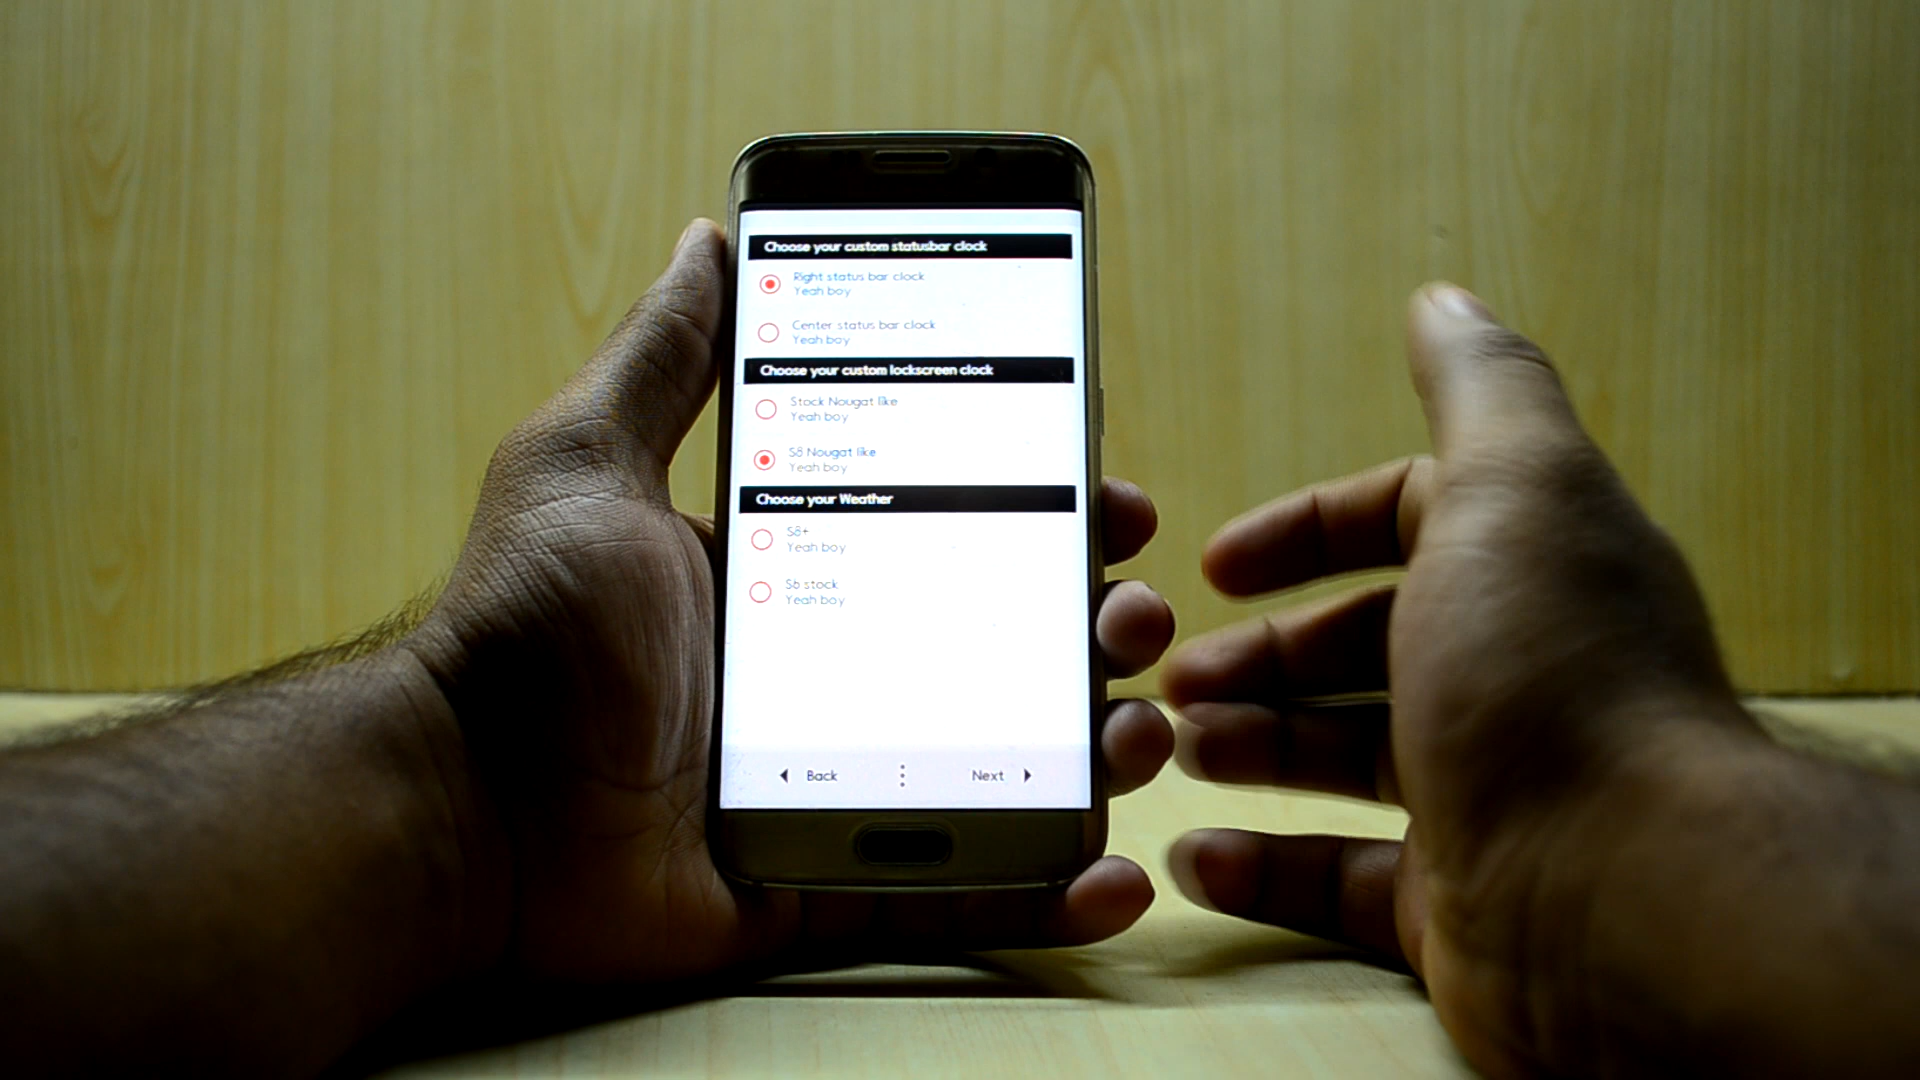 Choose your custom statusbar clock
Right status bar clock
Yeah boy
Center status bar clock
Yeah boy
Choose your custom lockscreen clock
Stock Nougat like
Yeah boy
S8 Nougat like
Yeah boy
Choose your Weather
S8+
Yeah boy
S6 stock
Yeah boy
Back
Next